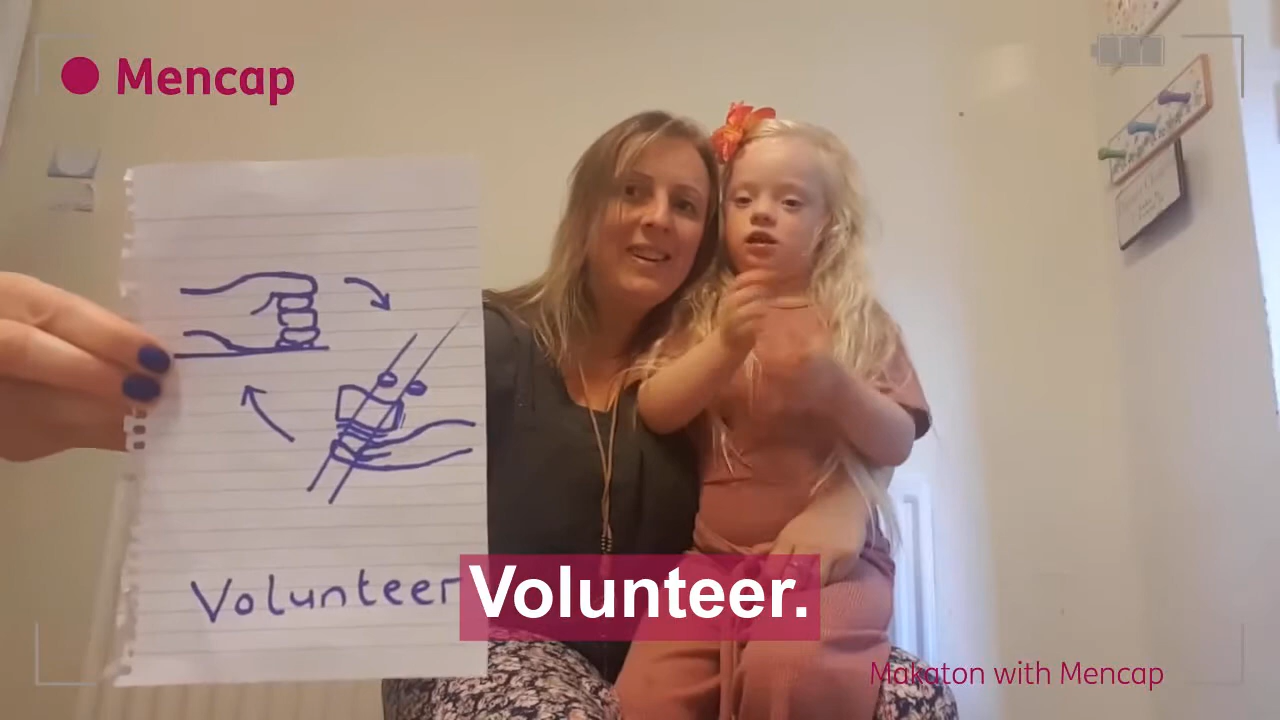 Mencap
Volunteer
Volunteer.
Makaton with Mencap